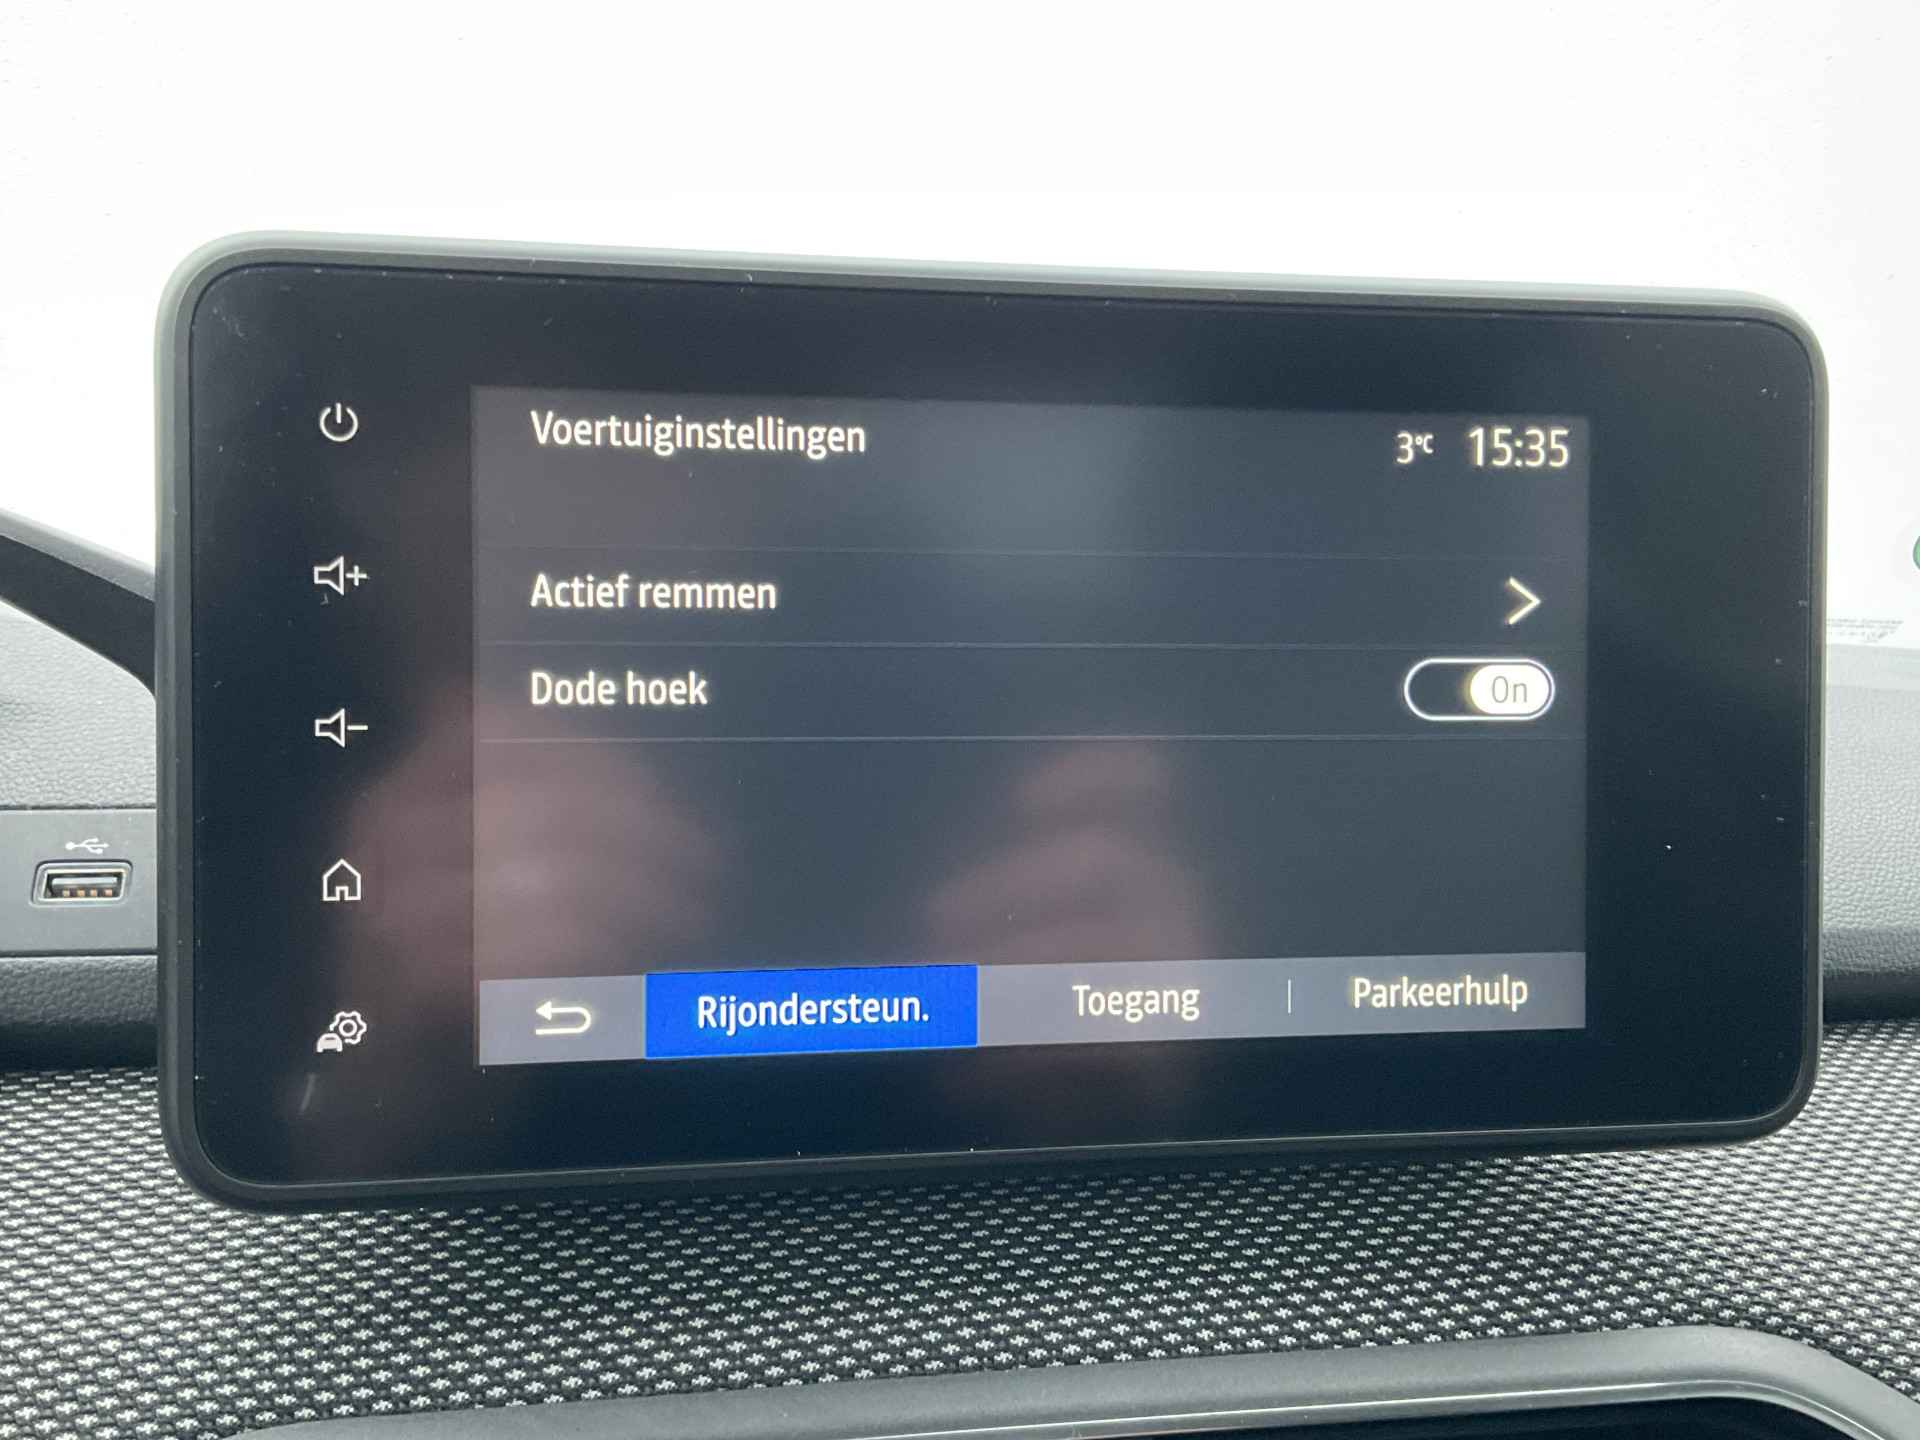 Voertuiginstellingen
3°C 15:35
Actief remmen
Dode hoek On
Rijondersteun. Toegang Parkeerhulp